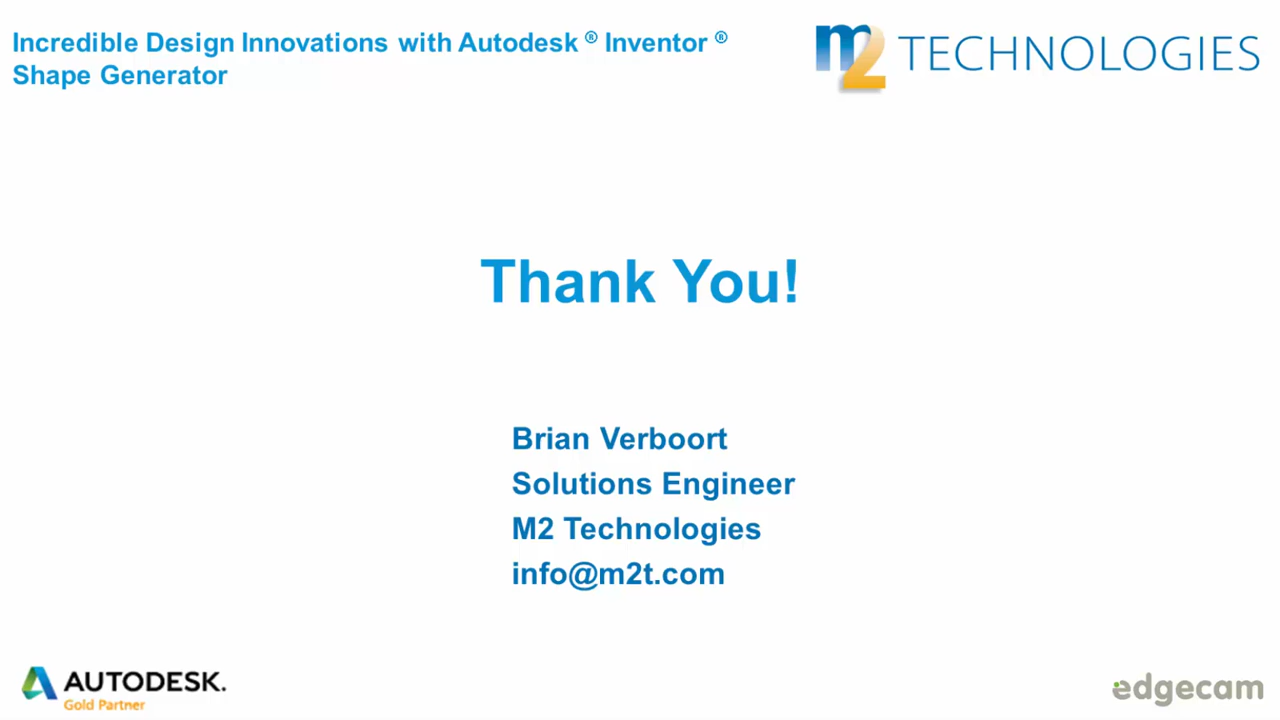 Incredible Design Innovations with Autodesk ® Inventor ®
Shape Generator
m2 TECHNOLOGIES
Thank You!
Brian Verboort
Solutions Engineer
M2 Technologies
info@m2t.com
AUTODESK.
Gold Partner
edgecam